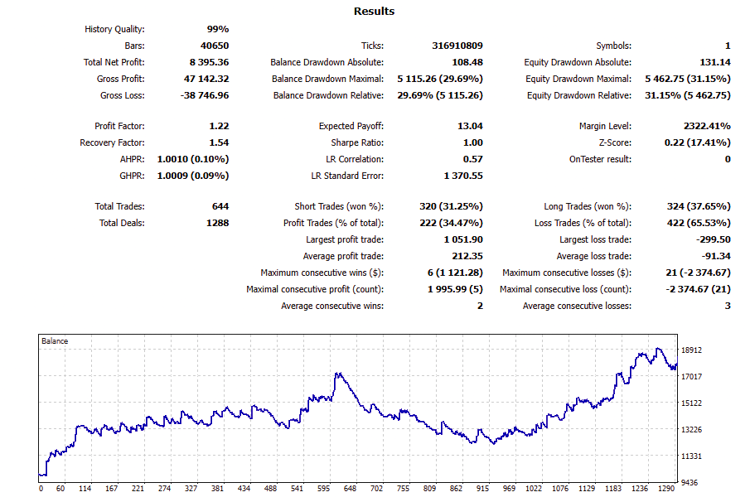 Results
History Quality: 99%
Bars: 40650 Ticks: 316910809 Symbols: 1
Total Net Profit: 8 395.36 Balance Drawdown Absolute: 108.48 Equity Drawdown Absolute: 131.14
Gross Profit: 47 142.32 Balance Drawdown Maximal: 5 115.26 (29.69%) Equity Drawdown Maximal: 5 462.75 (31.15%)
Gross Loss: -38 746.96 Balance Drawdown Relative: 29.69% (5 115.26) Equity Drawdown Relative: 31.15% (5 462.75)
Profit Factor: 1.22 Expected Payoff: 13.04 Margin Level: 2322.41%
Recovery Factor: 1.54 Sharpe Ratio: 1.00 Z-Score: 0.22 (17.41%)
AHPR: 1.0010 (0.10%) LR Correlation: 0.57 OnTester result: 0
GHPR: 1.0009 (0.09%) LR Standard Error: 1 370.55
Total Trades: 644 Short Trades (won %): 320 (31.25%) Long Trades (won %): 324 (37.65%)
Total Deals: 1288 Profit Trades (% of total): 222 (34.47%) Loss Trades (% of total): 422 (65.53%)
Largest profit trade: 1 051.90 Largest loss trade: -299.50
Average profit trade: 212.35 Average loss trade: -91.34
Maximum consecutive wins ($): 6 (1 121.28) Maximum consecutive losses ($): 21 (-2 374.67)
Maximal consecutive profit (count): 1 995.99 (5) Maximal consecutive loss (count): -2 374.67 (21)
Average consecutive wins: 2 Average consecutive losses: 3
Balance
18912
17017
15122
13226
11331
9436
0 60 114 167 221 274 327 381 434 488 541 595 648 702 755 809 862 915 969 1022 1076 1129 1183 1236 1290